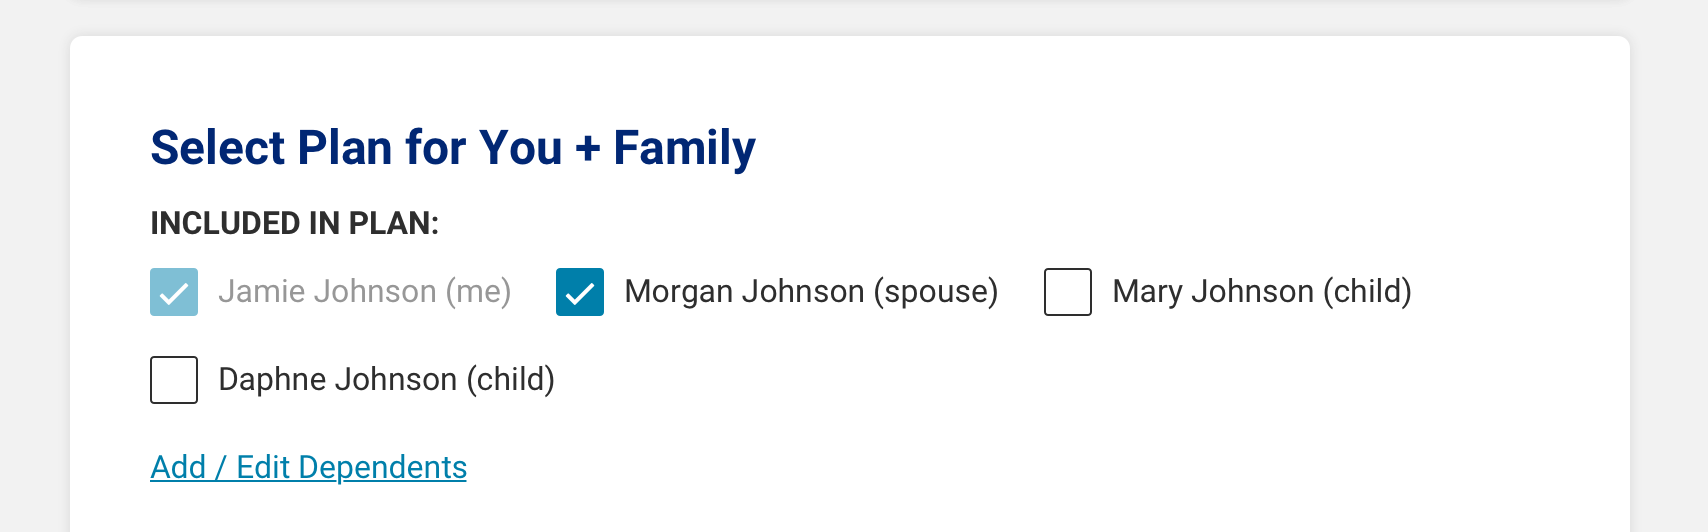 Select Plan for You + Family
INCLUDED IN PLAN:
Jamie Johnson (me) Morgan Johnson (spouse) Mary Johnson (child)
Daphne Johnson (child)
Add / Edit Dependents